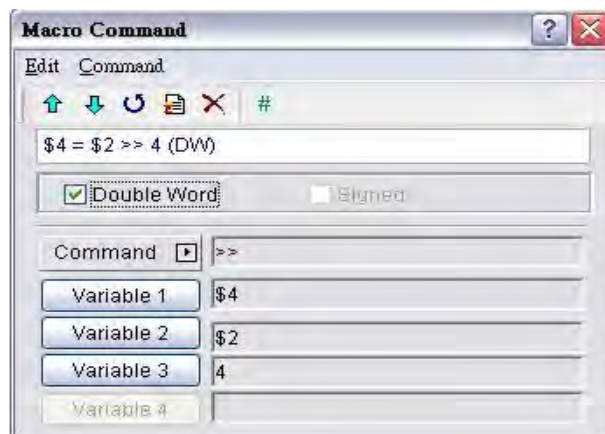 Macro Command
Edit Command
#
$4 = $2 >> 4 (DW)
Double Word Signed
Command >>
Variable 1 $4
Variable 2 $2
Variable 3 4
Variable 4